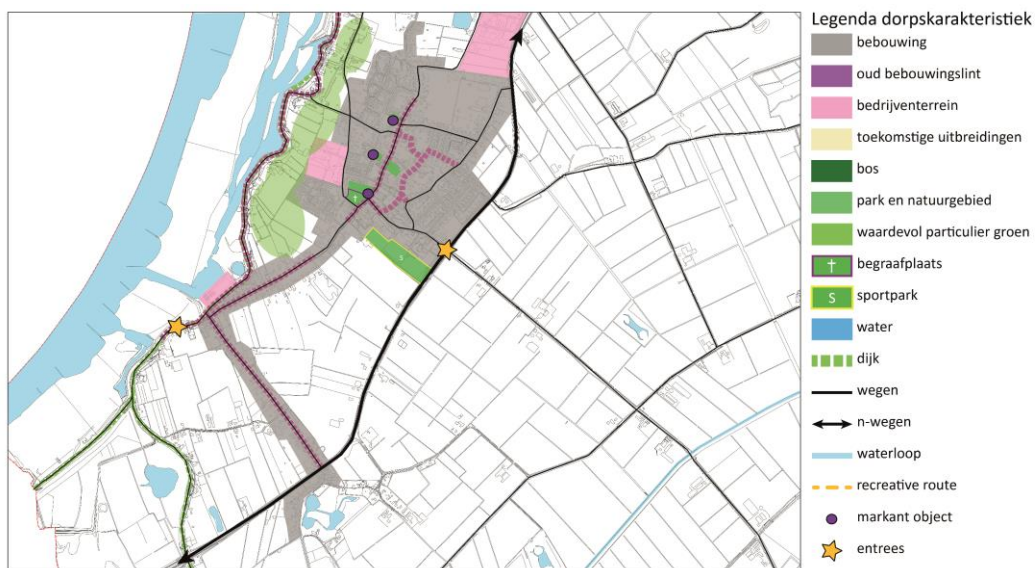 Legenda dorpskarakteristiek
bebouwing
oud bebouwingslint
bedrijventerrein
toekomstige uitbreidingen
bos
park en natuurgebied
waardevol particulier groen
begraafplaats
S
sportpark
water
dijk
wegen
n-wegen
waterloop
recreative route
markant object
entrees
S